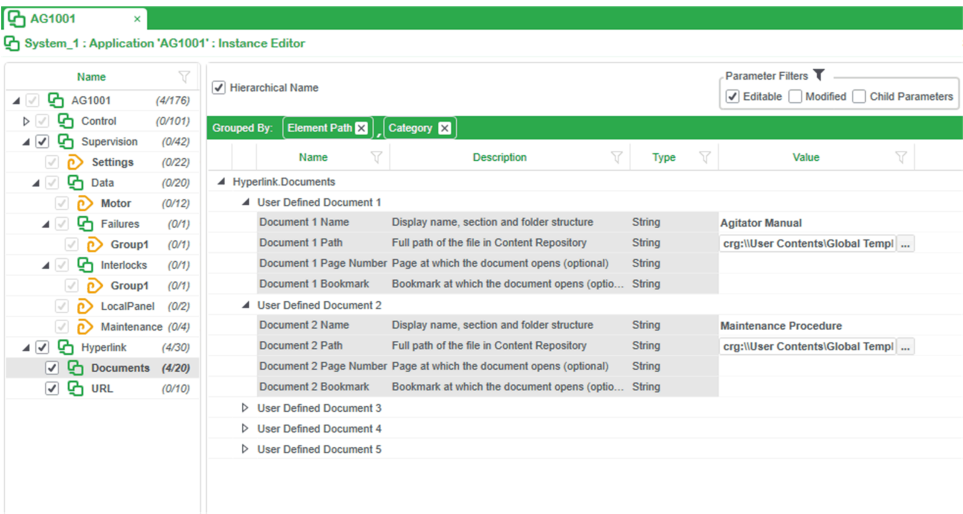 AG1001 ×
System_1 : Application 'AG1001' : Instance Editor
Name
AG1001 (4/176)
Control (0/101)
Supervision (0/42)
Settings (0/22)
Data (0/20)
Motor (0/12)
Failures (0/1)
Group1 (0/1)
Interlocks (0/1)
Group1 (0/1)
LocalPanel (0/2)
Maintenance (0/4)
Hyperlink (4/30)
Documents (4/20)
URL (0/10)
Hierarchical Name
Parameter Filters
Editable Modified Child Parameters
Grouped By: Element Path , Category
Name Description Type Value
Hyperlink.Documents
User Defined Document 1
Document 1 Name Display name, section and folder structure String Agitator Manual
Document 1 Path Full path of the file in Content Repository String crg:\\User Contents\Global Templ ...
Document 1 Page Number Page at which the document opens (optional) String
Document 1 Bookmark Bookmark at which the document opens (optio... String
User Defined Document 2
Document 2 Name Display name, section and folder structure String Maintenance Procedure
Document 2 Path Full path of the file in Content Repository String crg:\\User Contents\Global Templ ...
Document 2 Page Number Page at which the document opens (optional) String
Document 2 Bookmark Bookmark at which the document opens (optio... String
User Defined Document 3
User Defined Document 4
User Defined Document 5